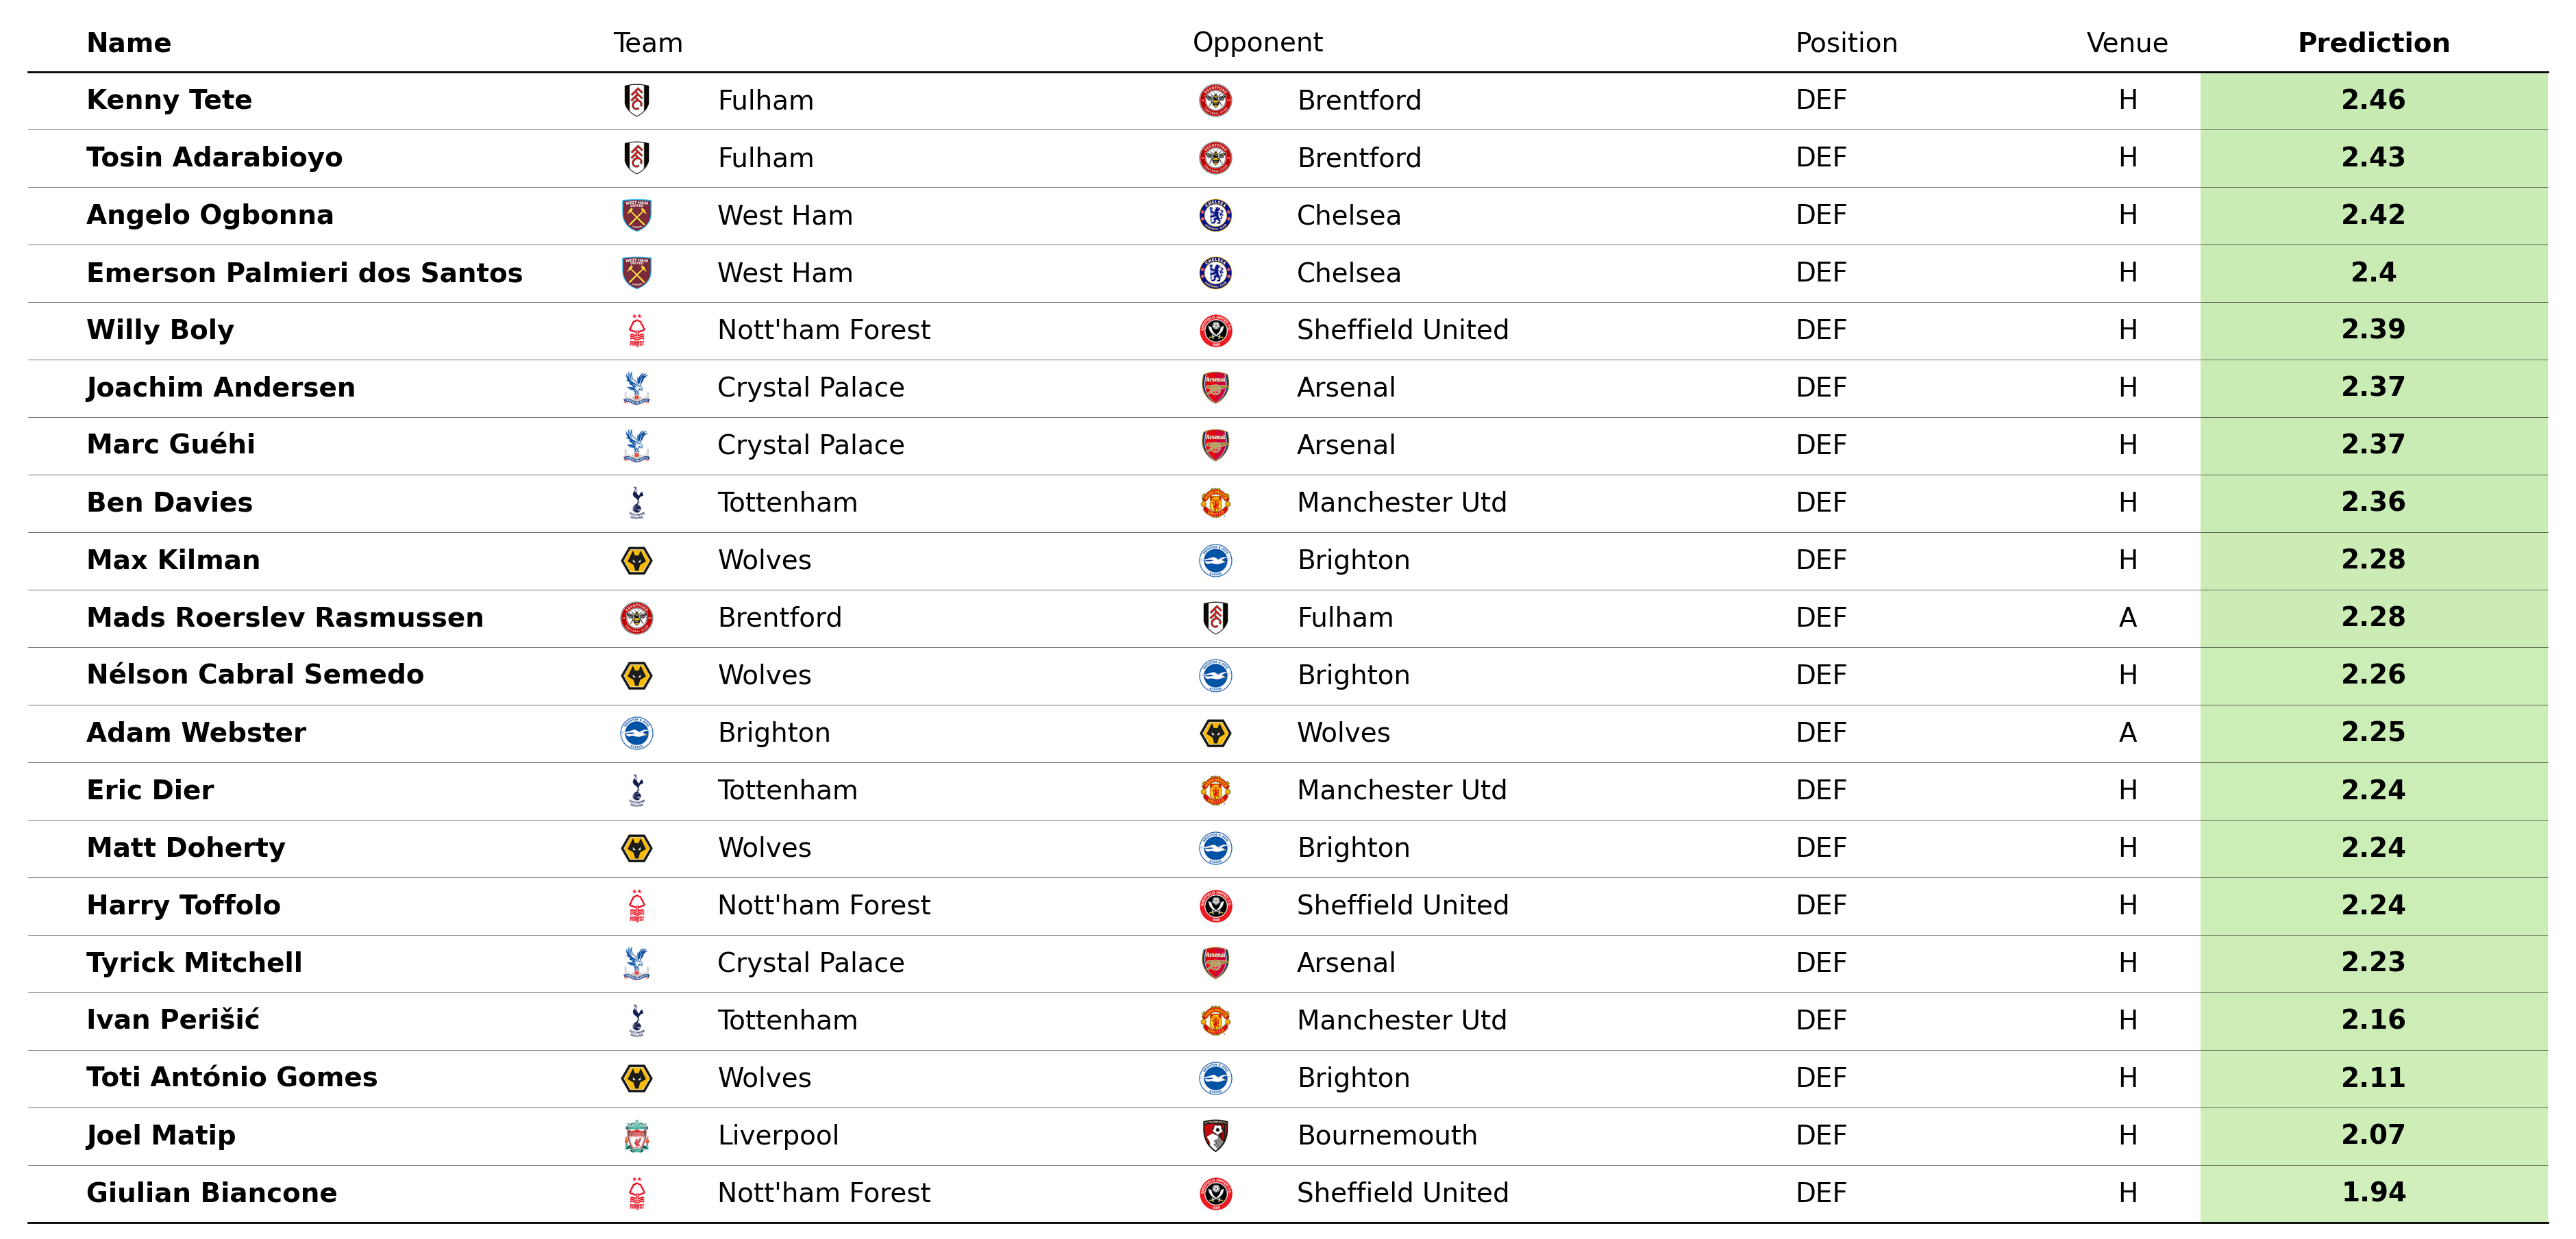 Name Team Opponent Position Venue Prediction
Kenny Tete Fulham Brentford DEF H 2.46
Tosin Adarabioyo Fulham Brentford DEF H 2.43
Angelo Ogbonna West Ham Chelsea DEF H 2.42
Emerson Palmieri dos Santos West Ham Chelsea DEF H 2.4
Willy Boly Nott'ham Forest Sheffield United DEF H 2.39
Joachim Andersen Crystal Palace Arsenal DEF H 2.37
Marc Guéhi Crystal Palace Arsenal DEF H 2.37
Ben Davies Tottenham Manchester Utd DEF H 2.36
Max Kilman Wolves Brighton DEF H 2.28
Mads Roerslev Rasmussen Brentford Fulham DEF A 2.28
Nélson Cabral Semedo Wolves Brighton DEF H 2.26
Adam Webster Brighton Wolves DEF A 2.25
Eric Dier Tottenham Manchester Utd DEF H 2.24
Matt Doherty Wolves Brighton DEF H 2.24
Harry Toffolo Nott'ham Forest Sheffield United DEF H 2.24
Tyrick Mitchell Crystal Palace Arsenal DEF H 2.23
Ivan Perišić Tottenham Manchester Utd DEF H 2.16
Toti António Gomes Wolves Brighton DEF H 2.11
Joel Matip Liverpool Bournemouth DEF H 2.07
Giulian Biancone Nott'ham Forest Sheffield United DEF H 1.94